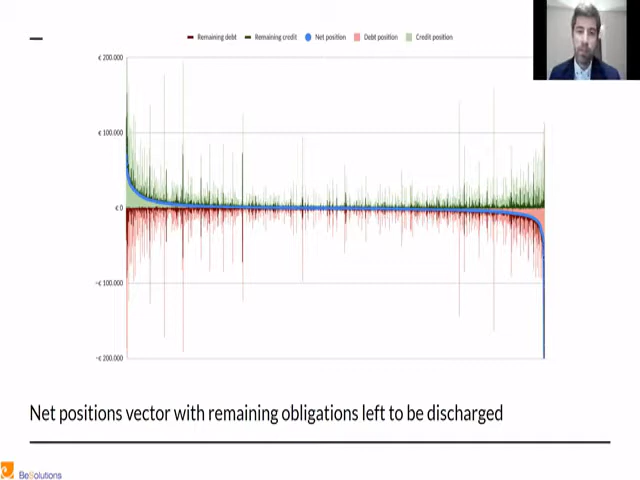 Remaining debt Remaining credit Net position Debt position Credit position
€ 200.000
€ 100.000
€ 0
-€ 100.000
-€ 200.000
Net positions vector with remaining obligations left to be discharged
BeSolutions